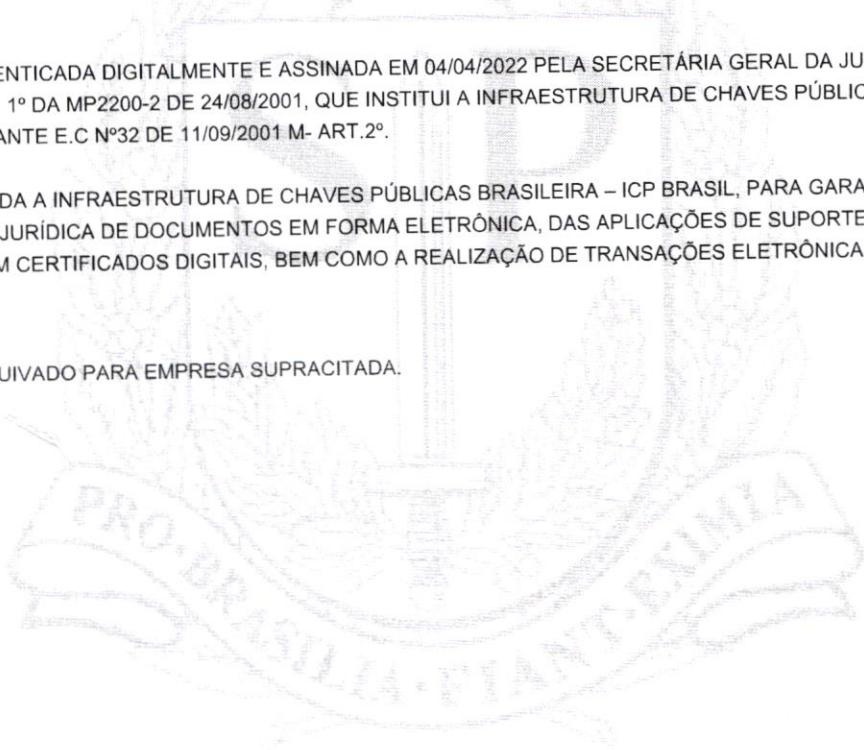 ENTICADA DIGITALMENTE E ASSINADA EM 04/04/2022 PELA SECRETÁRIA GERAL DA JU
1º DA MP2200-2 DE 24/08/2001, QUE INSTITUI A INFRAESTRUTURA DE CHAVES PÚBLIC
ANTE E.C Nº32 DE 11/09/2001 M- ART.2º.
DA A INFRAESTRUTURA DE CHAVES PÚBLICAS BRASILEIRA – ICP BRASIL, PARA GARA
JURÍDICA DE DOCUMENTOS EM FORMA ELETRÔNICA, DAS APLICAÇÕES DE SUPORTE
M CERTIFICADOS DIGITAIS, BEM COMO A REALIZAÇÃO DE TRANSAÇÕES ELETRÔNICA
UIVADO PARA EMPRESA SUPRACITADA.
SP
PRO·BRASILIA·FIANT·EXIMIA